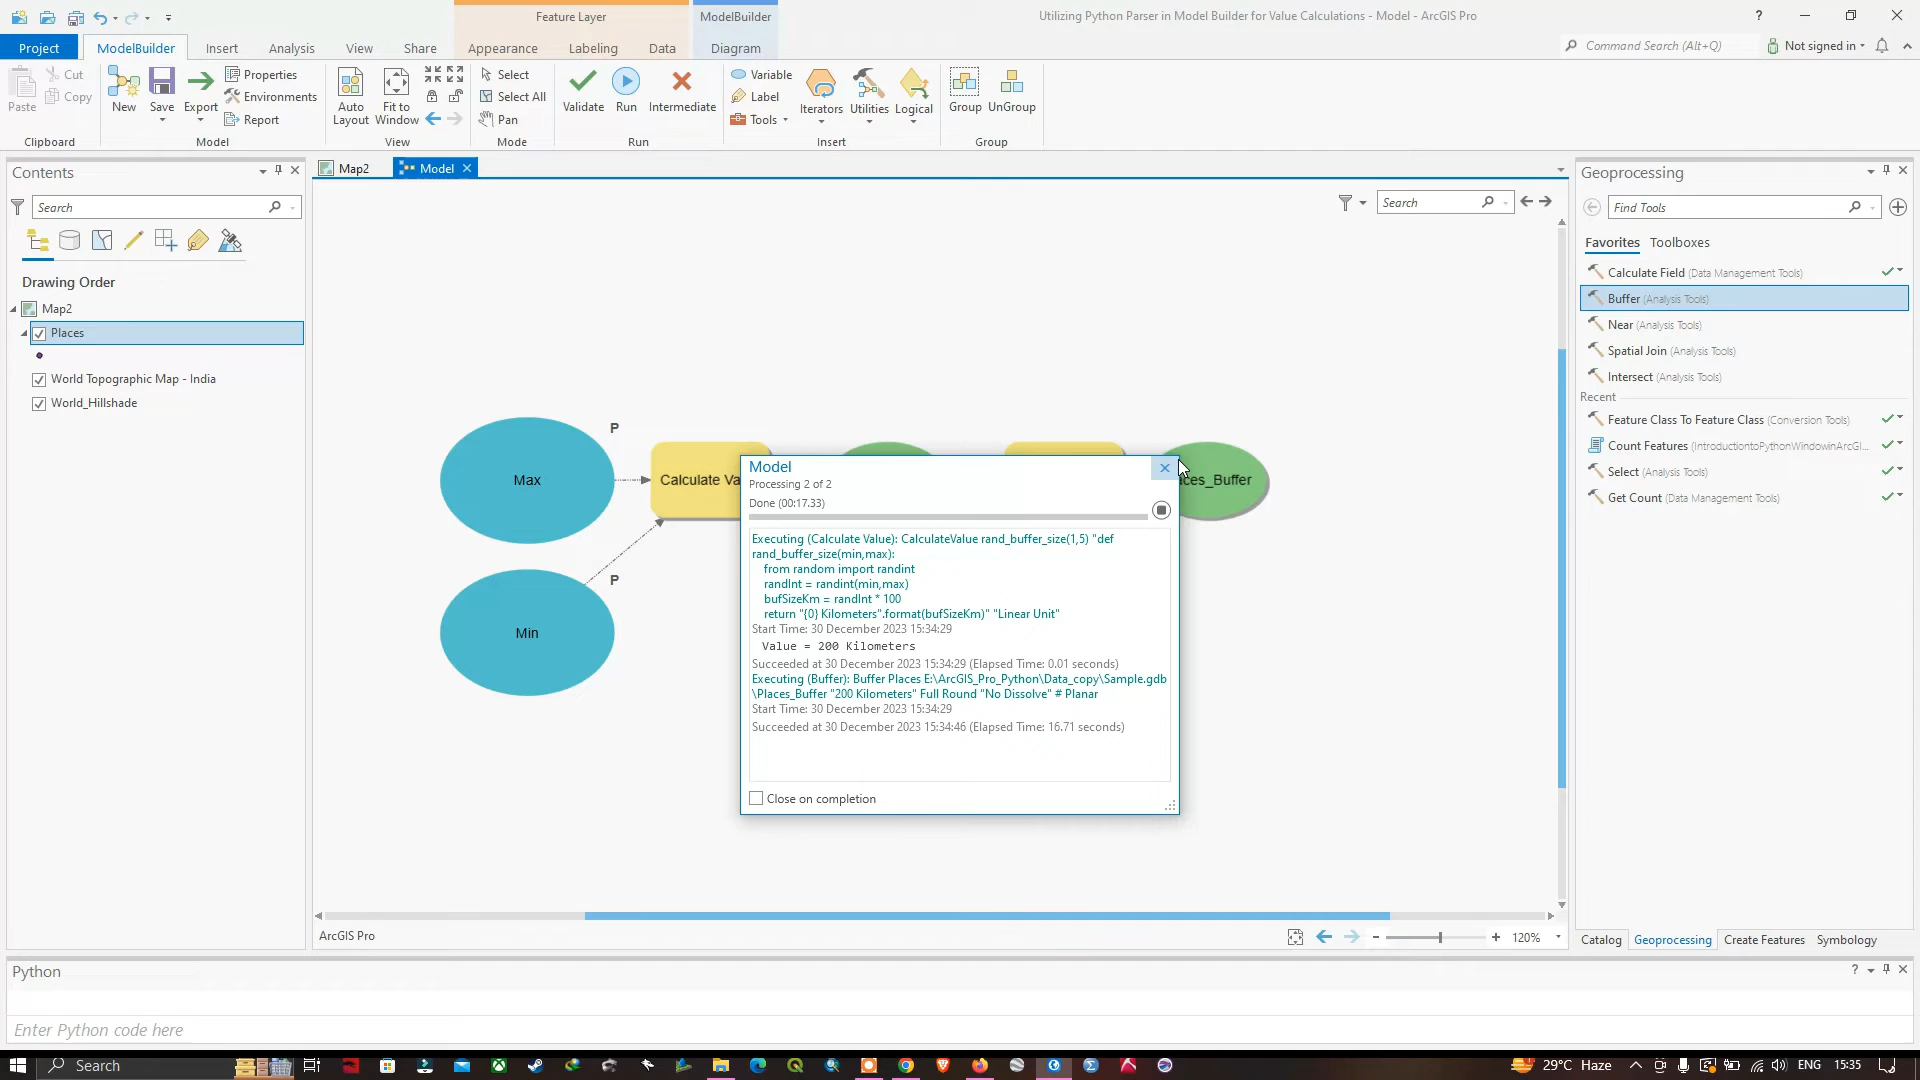 Feature Layer
ModelBuilder
Utilizing Python Parser in Model Builder for Value Calculations - Model - ArcGIS Pro
?
Project
ModelBuilder
Insert
Analysis
View
Share
Appearance
Labeling
Data
Diagram
Command Search (Alt+Q)
Not signed in
Paste
Cut
Copy
Clipboard
New
Save
Export
Properties
Environments
Report
Model
Auto
Layout
Fit to
Window
View
Select
Select All
Pan
Mode
Validate
Run
Intermediate
Run
Variable
Label
Tools
Iterators
Utilities
Logical
Insert
Group
UnGroup
Group
Contents
Search
Drawing Order
Map2
Places
World Topographic Map - India
World_Hillshade
Map2
Model
Search
Max
P
Calculate Va
ces_Buffer
Min
P
Model
Processing 2 of 2
Done (00:17.33)
Executing (Calculate Value): CalculateValue rand_buffer_size(1,5) "def
rand_buffer_size(min,max):
from random import randint
randInt = randint(min,max)
bufSizeKm = randInt * 100
return "{0} Kilometers".format(bufSizeKm)" "Linear Unit"
Start Time: 30 December 2023 15:34:29
Value = 200 Kilometers
Succeeded at 30 December 2023 15:34:29 (Elapsed Time: 0.01 seconds)
Executing (Buffer): Buffer Places E:\ArcGIS_Pro_Python\Data_copy\Sample.gdb
\Places_Buffer "200 Kilometers" Full Round "No Dissolve" # Planar
Start Time: 30 December 2023 15:34:29
Succeeded at 30 December 2023 15:34:46 (Elapsed Time: 16.71 seconds)
Close on completion
ArcGIS Pro
120%
Geoprocessing
Find Tools
Favorites
Toolboxes
Calculate Field (Data Management Tools)
Buffer (Analysis Tools)
Near (Analysis Tools)
Spatial Join (Analysis Tools)
Intersect (Analysis Tools)
Recent
Feature Class To Feature Class (Conversion Tools)
Count Features (IntroductiontoPythonWindowinArcGI...
Select (Analysis Tools)
Get Count (Data Management Tools)
Catalog
Geoprocessing
Create Features
Symbology
Python
?
Enter Python code here
Search
29°C Haze
ENG
15:35